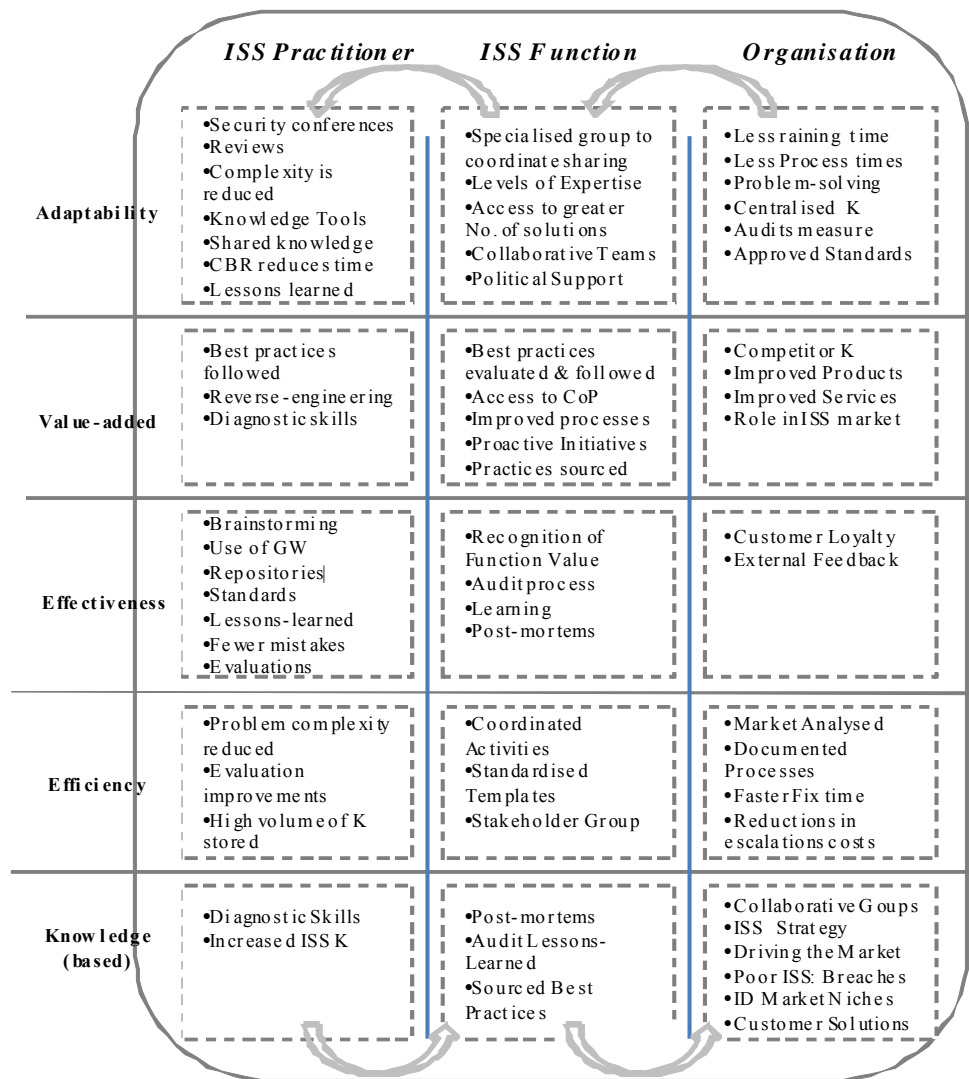 ISS Practitioner
ISS Function
Organisation
Adaptability
•Security conferences
•Reviews
•Complexity is
reduced
•Knowledge Tools
•Shared knowledge
•CBR reduces time
•Lessons learned
•Specialised group to
coordinate sharing
•Levels of Expertise
•Access to greater
No. of solutions
•Collaborative Teams
•Political Support
•Less raining time
•Less Process times
•Problem-solving
•Centralised K
•Audits measure
•Approved Standards
Value-added
•Best practices
followed
•Reverse-engineering
•Diagnostic skills
•Best practices
evaluated & followed
•Access to CoP
•Improved processes
•Proactive Initiatives
•Practices sourced
•Competitor K
•Improved Products
•Improved Services
•Role in ISS market
Effectiveness
•Brainstorming
•Use of GW
•Repositories
•Standards
•Lessons-learned
•Fewer mistakes
•Evaluations
•Recognition of
Function Value
•Audit process
•Learning
•Post-mortems
•Customer Loyalty
•External Feedback
Efficiency
•Problem complexity
reduced
•Evaluation
improvements
•High volume of K
stored
•Coordinated
Activities
•Standardised
Templates
•Stakeholder Group
•Market Analysed
•Documented
Processes
•Faster Fix time
•Reductions in
escalations costs
Knowledge
(based)
•Diagnostic Skills
•Increased ISS K
•Post-mortems
•Audit Lessons-
Learned
•Sourced Best
Practices
•Collaborative Groups
•ISS Strategy
•Driving the Market
•Poor ISS: Breaches
•ID Market Niches
•Customer Solutions